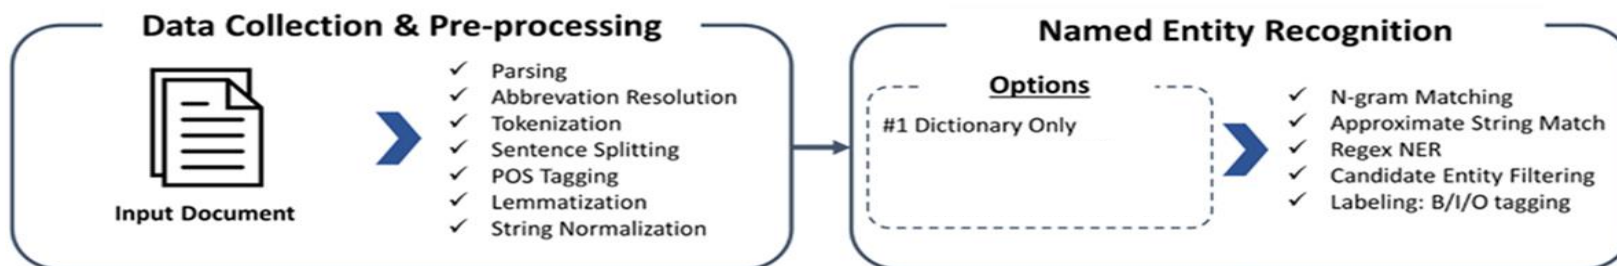 Data Collection & Pre-processing
✓ Parsing
✓ Abbrevation Resolution
✓ Tokenization
✓ Sentence Splitting
✓ POS Tagging
✓ Lemmatization
✓ String Normalization
Input Document
Named Entity Recognition
Options
#1 Dictionary Only
✓ N-gram Matching
✓ Approximate String Match
✓ Regex NER
✓ Candidate Entity Filtering
✓ Labeling: B/I/O tagging